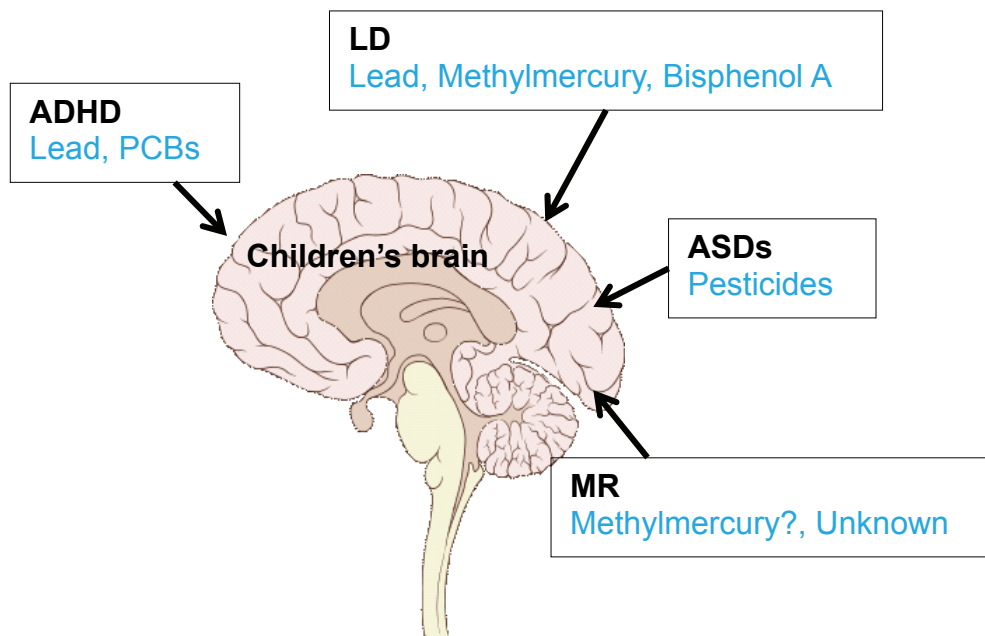 LD
Lead, Methylmercury, Bisphenol A
ADHD
Lead, PCBs
ASDs
Pesticides
Children’s brain
MR
Methylmercury?, Unknown